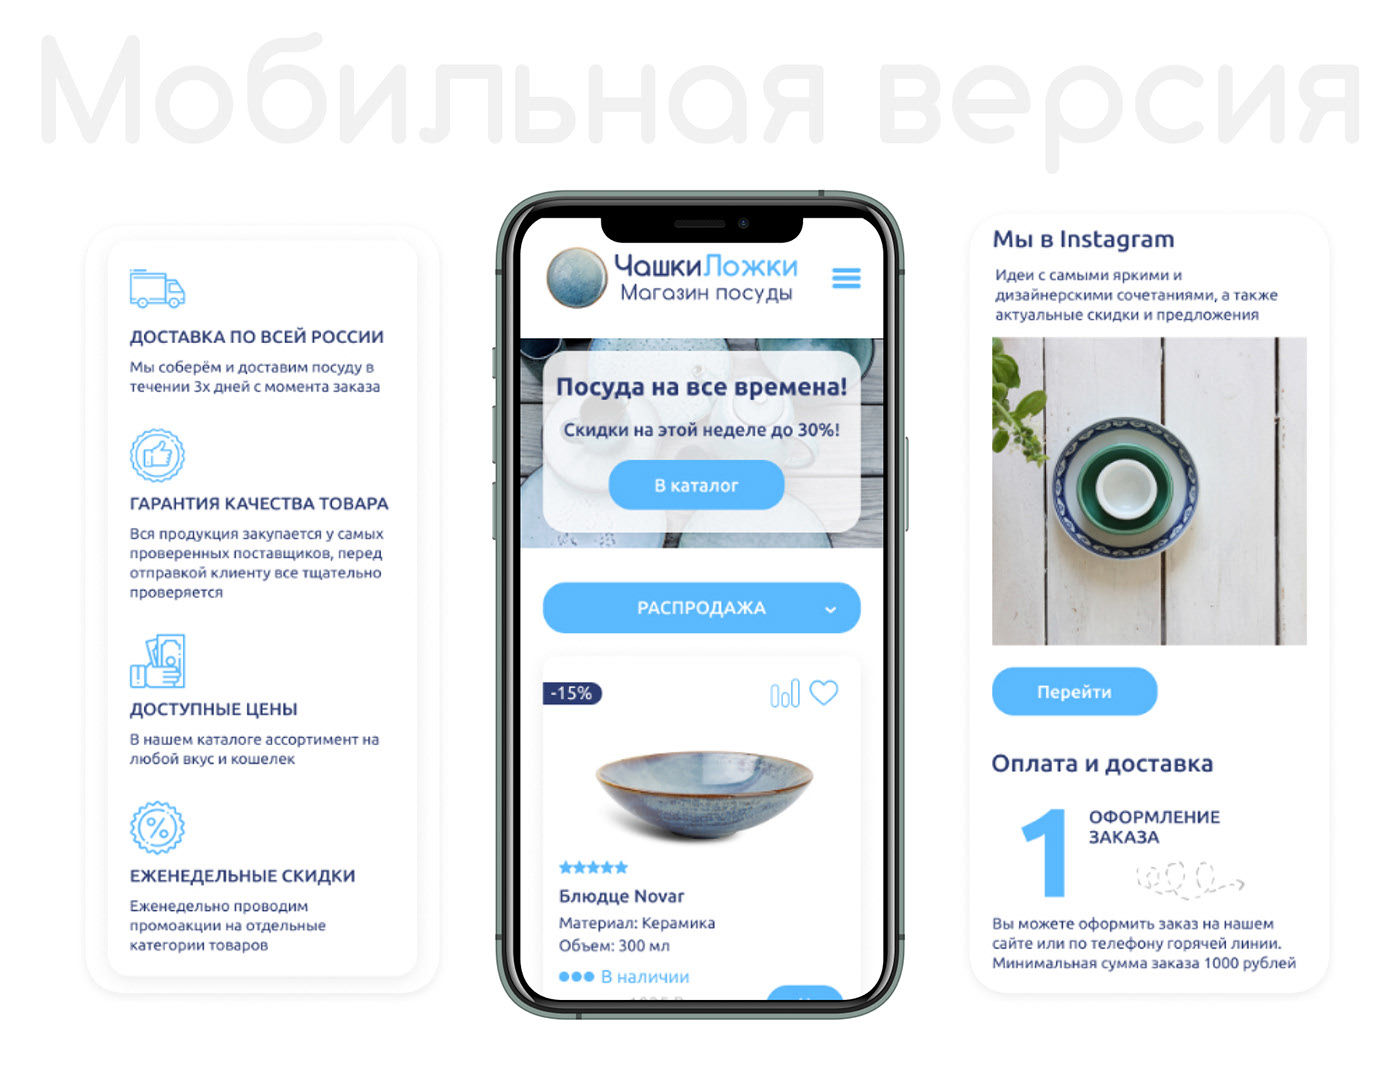 Мобильная версия
ДОСТАВКА ПО ВСЕЙ РОССИИ
Мы соберём и доставим посуду в
течении 3х дней с момента заказа
ГАРАНТИЯ КАЧЕСТВА ТОВАРА
Вся продукция закупается у самых
проверенных поставщиков, перед
отправкой клиенту все тщательно
проверяется
ДОСТУПНЫЕ ЦЕНЫ
В нашем каталоге ассортимент на
любой вкус и кошелек
ЕЖЕНЕДЕЛЬНЫЕ СКИДКИ
Еженедельно проводим
промоакции на отдельные
категории товаров
ЧашкиЛожки
Магазин посуды
Посуда на все времена!
Скидки на этой неделе до 30%!
В каталог
РАСПРОДАЖА
-15%
Блюдце Novar
Материал: Керамика
Объем: 300 мл
В наличии
Мы в Instagram
Идеи с самыми яркими и
дизайнерскими сочетаниями, а также
актуальные скидки и предложения
Перейти
Оплата и доставка
1
ОФОРМЛЕНИЕ
ЗАКАЗА
Вы можете оформить заказ на нашем
сайте или по телефону горячей линии.
Минимальная сумма заказа 1000 рублей